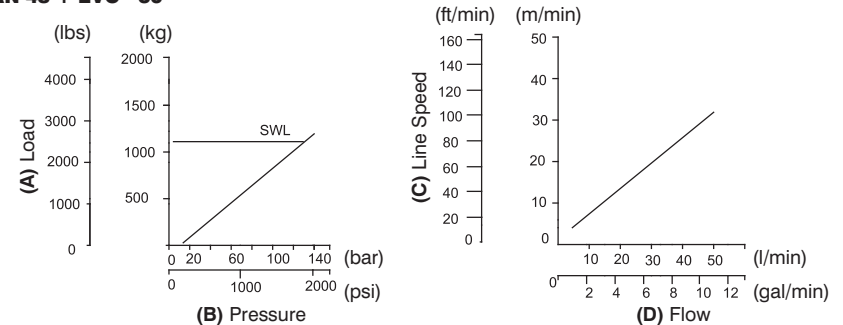 (lbs) (kg)
4000
3000
2000
1000
0
2000
1500
1000
500
SWL
(A) Load
0 20 60 100 140 (bar)
0 1000 2000 (psi)
(B) Pressure
(ft/min) (m/min)
160
140
120
100
80
60
40
20
0
50
40
30
20
10
0
(C) Line Speed
10 20 30 40 50 (l/min)
0 2 4 6 8 10 12 (gal/min)
(D) Flow